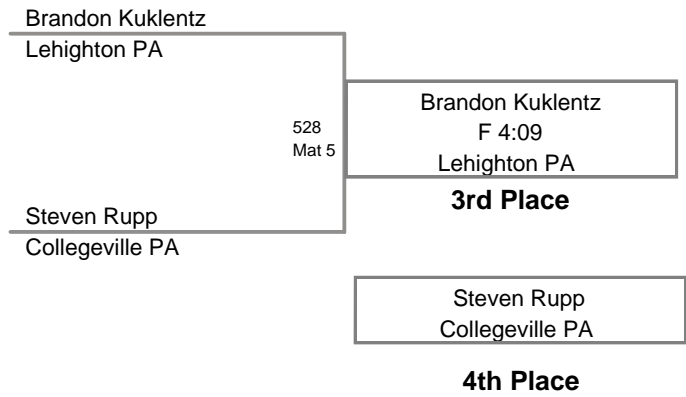 Brandon Kuklentz
Lehighton PA
528
Mat 5
Brandon Kuklentz
F 4:09
Lehighton PA
3rd Place
Steven Rupp
Collegeville PA
Steven Rupp
Collegeville PA
4th Place